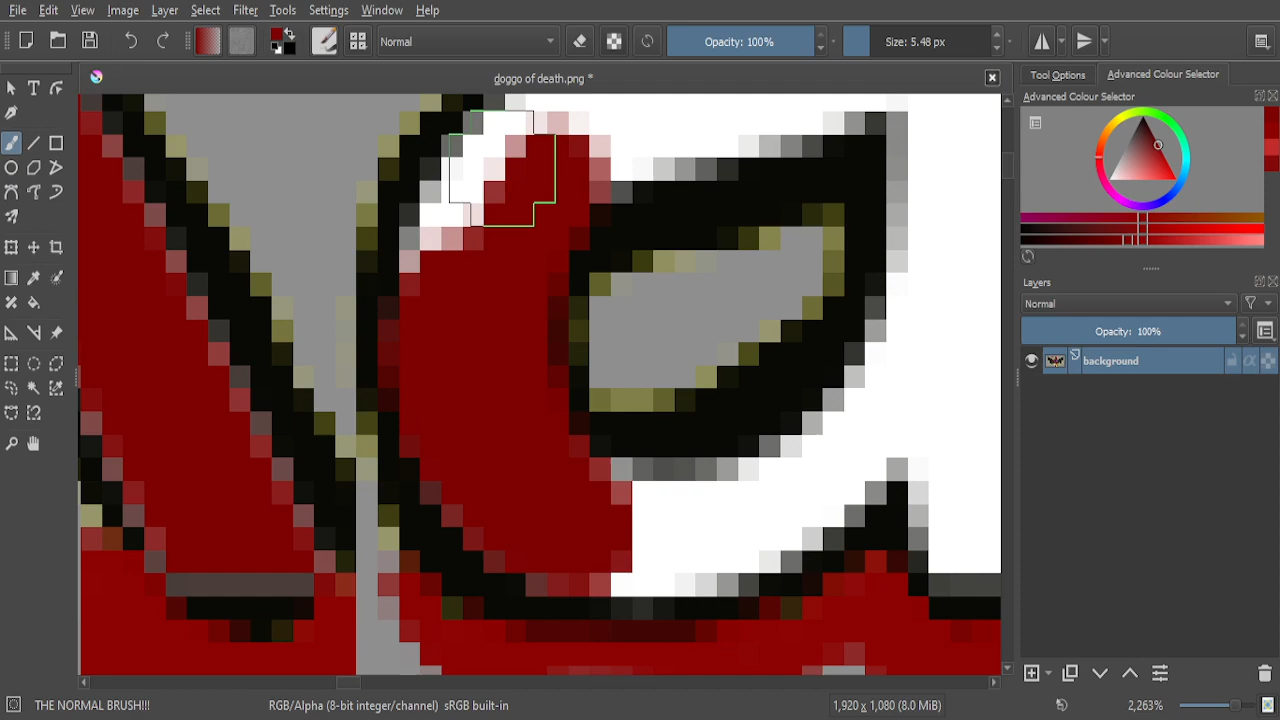 File Edit View Image Layer Select Filter Tools Settings Window Help
Normal Opacity: 100% Size: 5.48 px
doggo of death.png *
Tool Options Advanced Colour Selector
Advanced Colour Selector
Layers
Normal
Opacity: 100%
background
THE NORMAL BRUSH!!! RGB/Alpha (8-bit integer/channel) sRGB built-in 1,920 x 1,080 (8.0 MiB) 2,263%